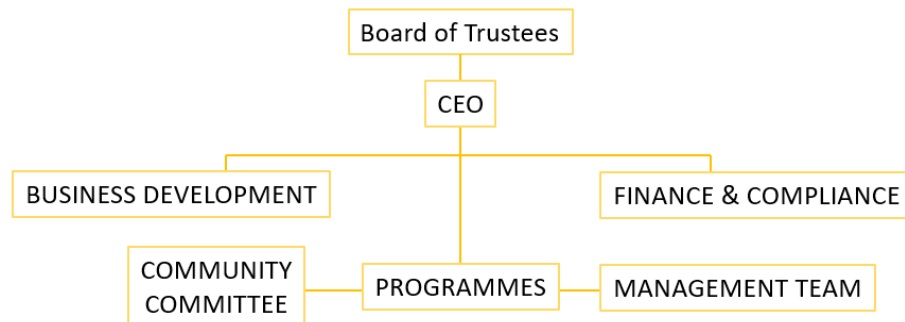 Board of Trustees
CEO
BUSINESS DEVELOPMENT
FINANCE & COMPLIANCE
COMMUNITY
COMMITTEE
PROGRAMMES
MANAGEMENT TEAM